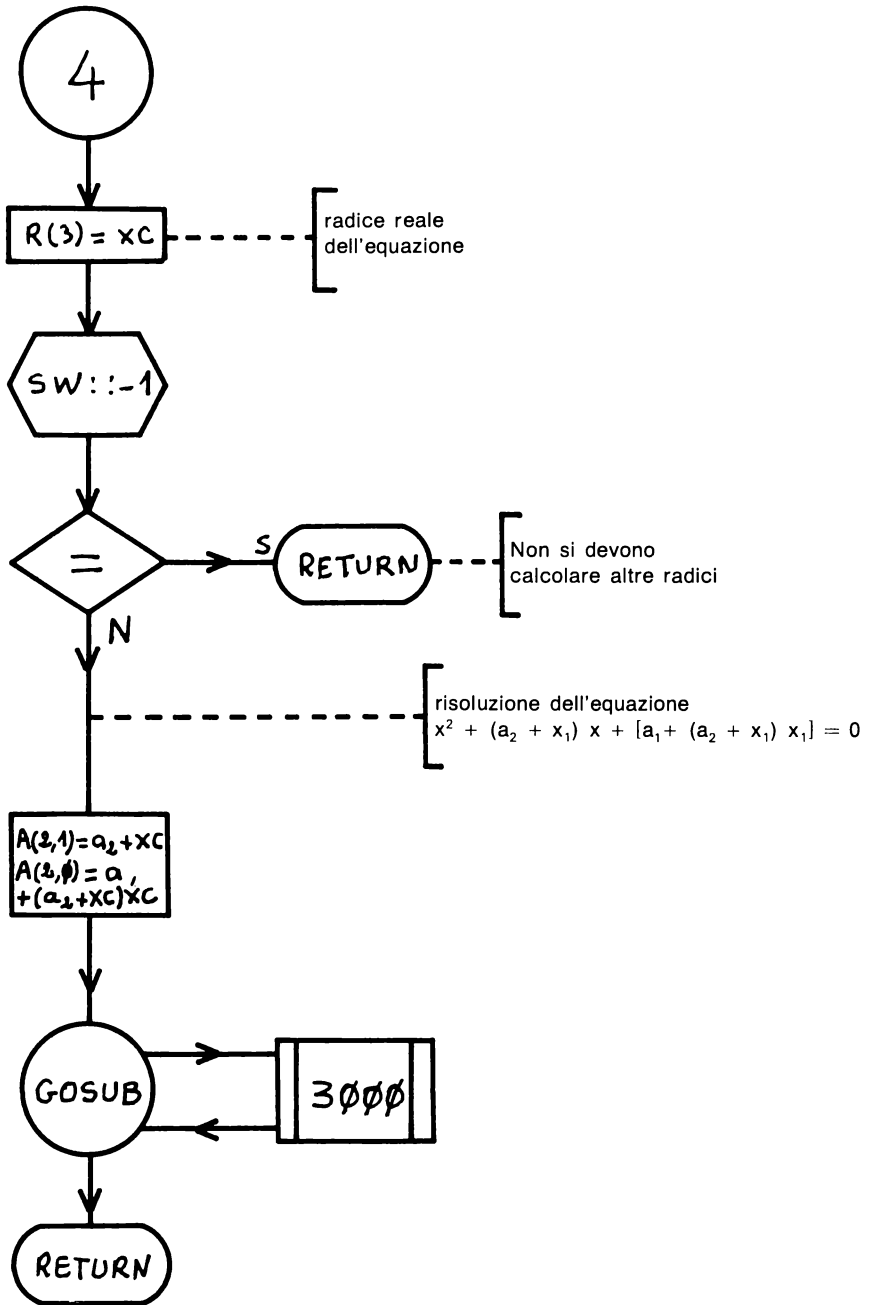 4
R(3) = XC
radice reale
dell'equazione
SW::-1
=
S
RETURN
Non si devono
calcolare altre radici
N
risoluzione dell'equazione
x² + (a₂ + x₁) x + [a₁+ (a₂ + x₁) x₁] = 0
A(2,1)=a₂+XC
A(2,φ)=a,
+(a₂+XC)XC
GOSUB
3φφφ
RETURN